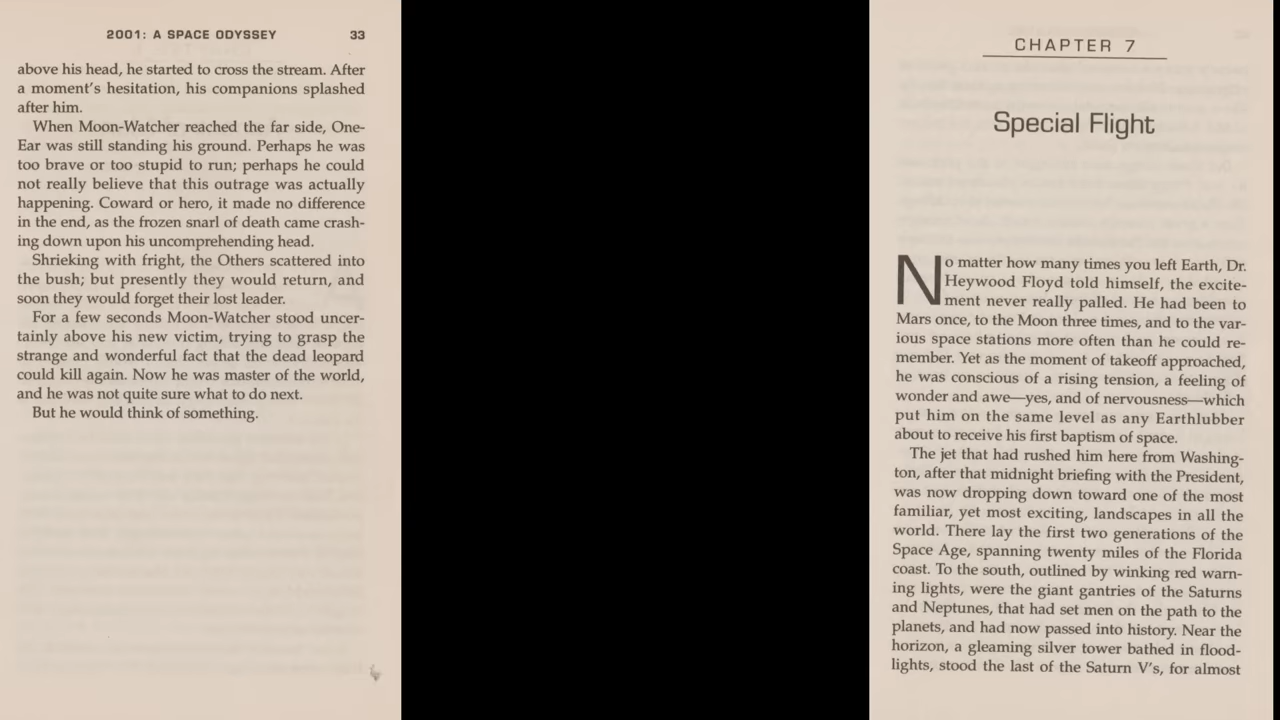 2001: A SPACE ODYSSEY 33
above his head, he started to cross the stream. After
a moment's hesitation, his companions splashed
after him.
When Moon-Watcher reached the far side, One-
Ear was still standing his ground. Perhaps he was
too brave or too stupid to run; perhaps he could
not really believe that this outrage was actually
happening. Coward or hero, it made no difference
in the end, as the frozen snarl of death came crash-
ing down upon his uncomprehending head.
Shrieking with fright, the Others scattered into
the bush; but presently they would return, and
soon they would forget their lost leader.
For a few seconds Moon-Watcher stood uncer-
tainly above his new victim, trying to grasp the
strange and wonderful fact that the dead leopard
could kill again. Now he was master of the world,
and he was not quite sure what to do next.
But he would think of something.
CHAPTER 7
Special Flight
No matter how many times you left Earth, Dr.
Heywood Floyd told himself, the excite-
ment never really palled. He had been to
Mars once, to the Moon three times, and to the var-
ious space stations more often than he could re-
member. Yet as the moment of takeoff approached,
he was conscious of a rising tension, a feeling of
wonder and awe—yes, and of nervousness—which
put him on the same level as any Earthlubber
about to receive his first baptism of space.
The jet that had rushed him here from Washing-
ton, after that midnight briefing with the President,
was now dropping down toward one of the most
familiar, yet most exciting, landscapes in all the
world. There lay the first two generations of the
Space Age, spanning twenty miles of the Florida
coast. To the south, outlined by winking red warn-
ing lights, were the giant gantries of the Saturns
and Neptunes, that had set men on the path to the
planets, and had now passed into history. Near the
horizon, a gleaming silver tower bathed in flood-
lights, stood the last of the Saturn V's, for almost